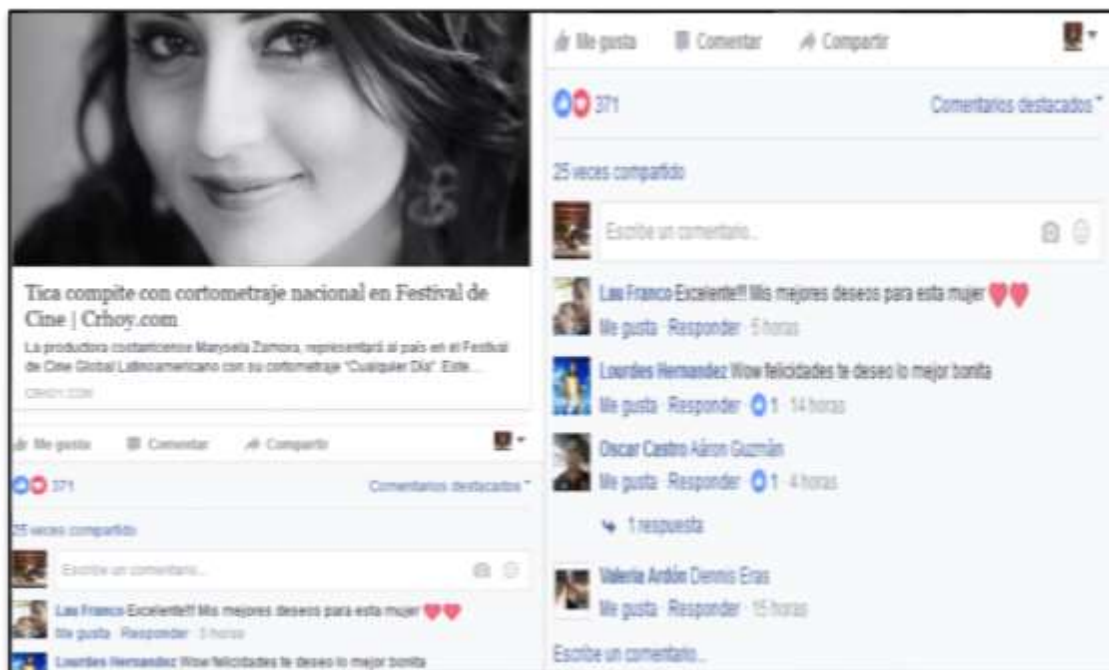 Tica compite con cortometraje nacional en Festival de
Cine | Crhoy.com
La productora costarricense Marysela Zamora, representará al país en el Festival
de Cine Global Latinoamericano con su cortometraje "Cualquier Día". Este...
CRHOY.COM
Me gusta Comentar Compartir
371 Comentarios destacados
25 veces compartido
Escribe un comentario...
Lau Franco Excelente!!! Mis mejores deseos para esta mujer ❤❤
Me gusta · Responder · 5 horas
Lourdes Hernandez Wow felicidades te deseo lo mejor bonita
Me gusta Comentar Compartir
371 Comentarios destacados
25 veces compartido
Escribe un comentario...
Lau Franco Excelente!!! Mis mejores deseos para esta mujer ❤❤
Me gusta · Responder · 5 horas
Lourdes Hernandez Wow felicidades te deseo lo mejor bonita
Me gusta · Responder · 1 · 14 horas
Oscar Castro Aáron Guzmán
Me gusta · Responder · 1 · 4 horas
1 respuesta
Valeria Ardón Dennis Eras
Me gusta · Responder · 15 horas
Escribe un comentario...